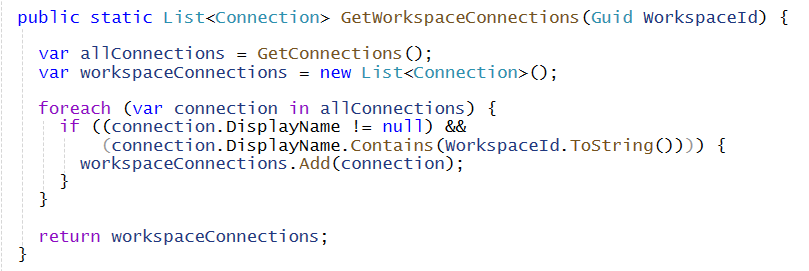 public static List<Connection> GetWorkspaceConnections(Guid WorkspaceId) {
var allConnections = GetConnections();
var workspaceConnections = new List<Connection>();
foreach (var connection in allConnections) {
if ((connection.DisplayName != null) &&
(connection.DisplayName.Contains(WorkspaceId.ToString()))) {
workspaceConnections.Add(connection);
}
}
return workspaceConnections;
}